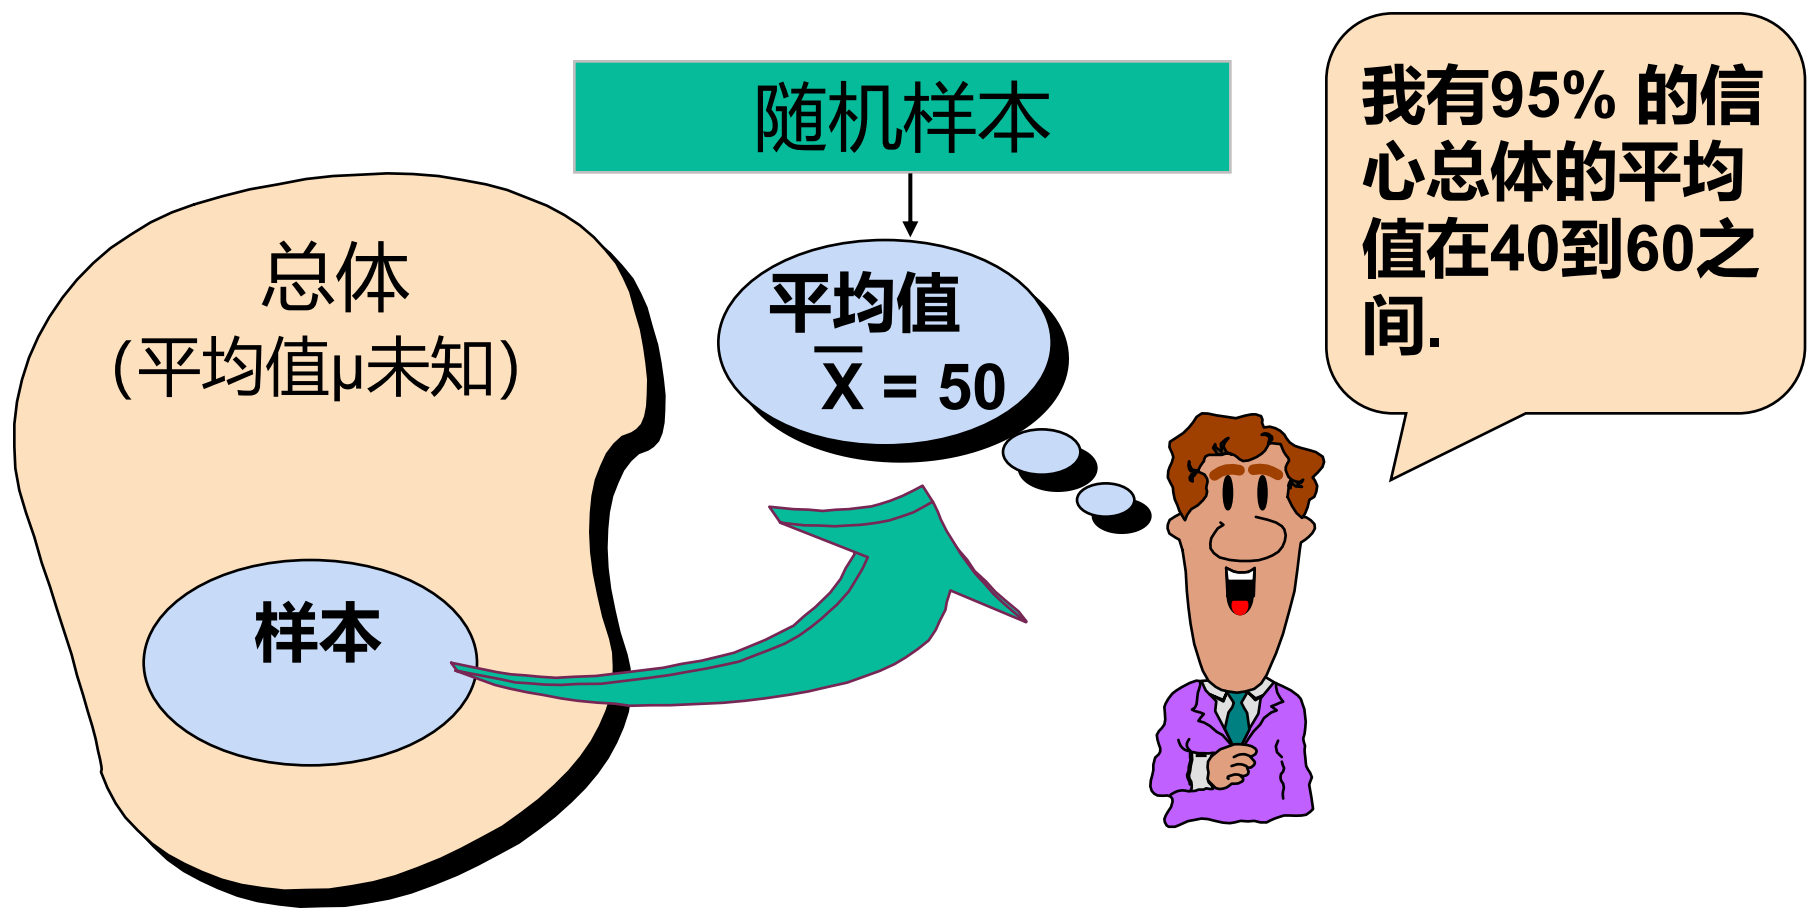 随机样本
总体
(平均值μ未知)
样本
平均值
X̅ = 50
我有95% 的信
心总体的平均
值在40到60之
间.